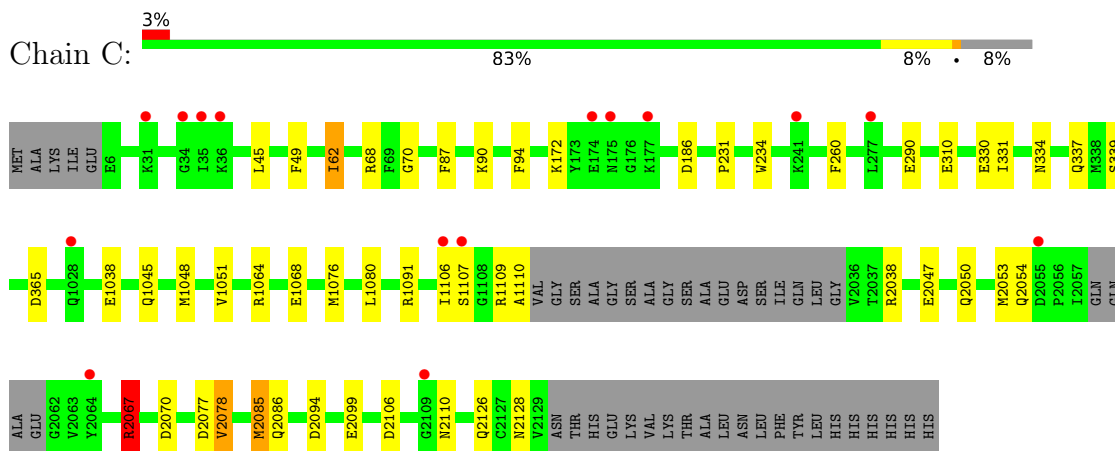 3%
Chain C:
83% 8% • 8%
MET ALA LYS ILE GLU E6 K31 G34 I35 K36 L45 F49 I62 R68 F69 G70 F87 K90 F94 K172 Y173 E174 N175 G176 K177 D186 P231 W234 K241 F260 L277 E290 E310 E330 I331 N334 Q337 M338 S339
D365 Q1028 E1038 Q1045 M1048 V1051 R1064 E1068 M1076 L1080 R1091 I1106 S1107 G1108 R1109 A1110 VAL GLY SER ALA GLY SER ALA GLY SER ALA GLU ASP SER ILE GLN LEU GLY V2036 T2037 R2038 E2047 Q2050 M2053 Q2054 D2055 P2056 I2057 GLN GLN
ALA GLU G2062 V2063 Y2064 R2067 D2070 D2077 V2078 M2085 Q2086 D2094 E2099 D2106 G2109 N2110 Q2126 C2127 N2128 V2129 ASN THR HIS GLU LYS VAL LYS THR ALA LEU ASN LEU PHE TYR LEU HIS HIS HIS HIS HIS HIS